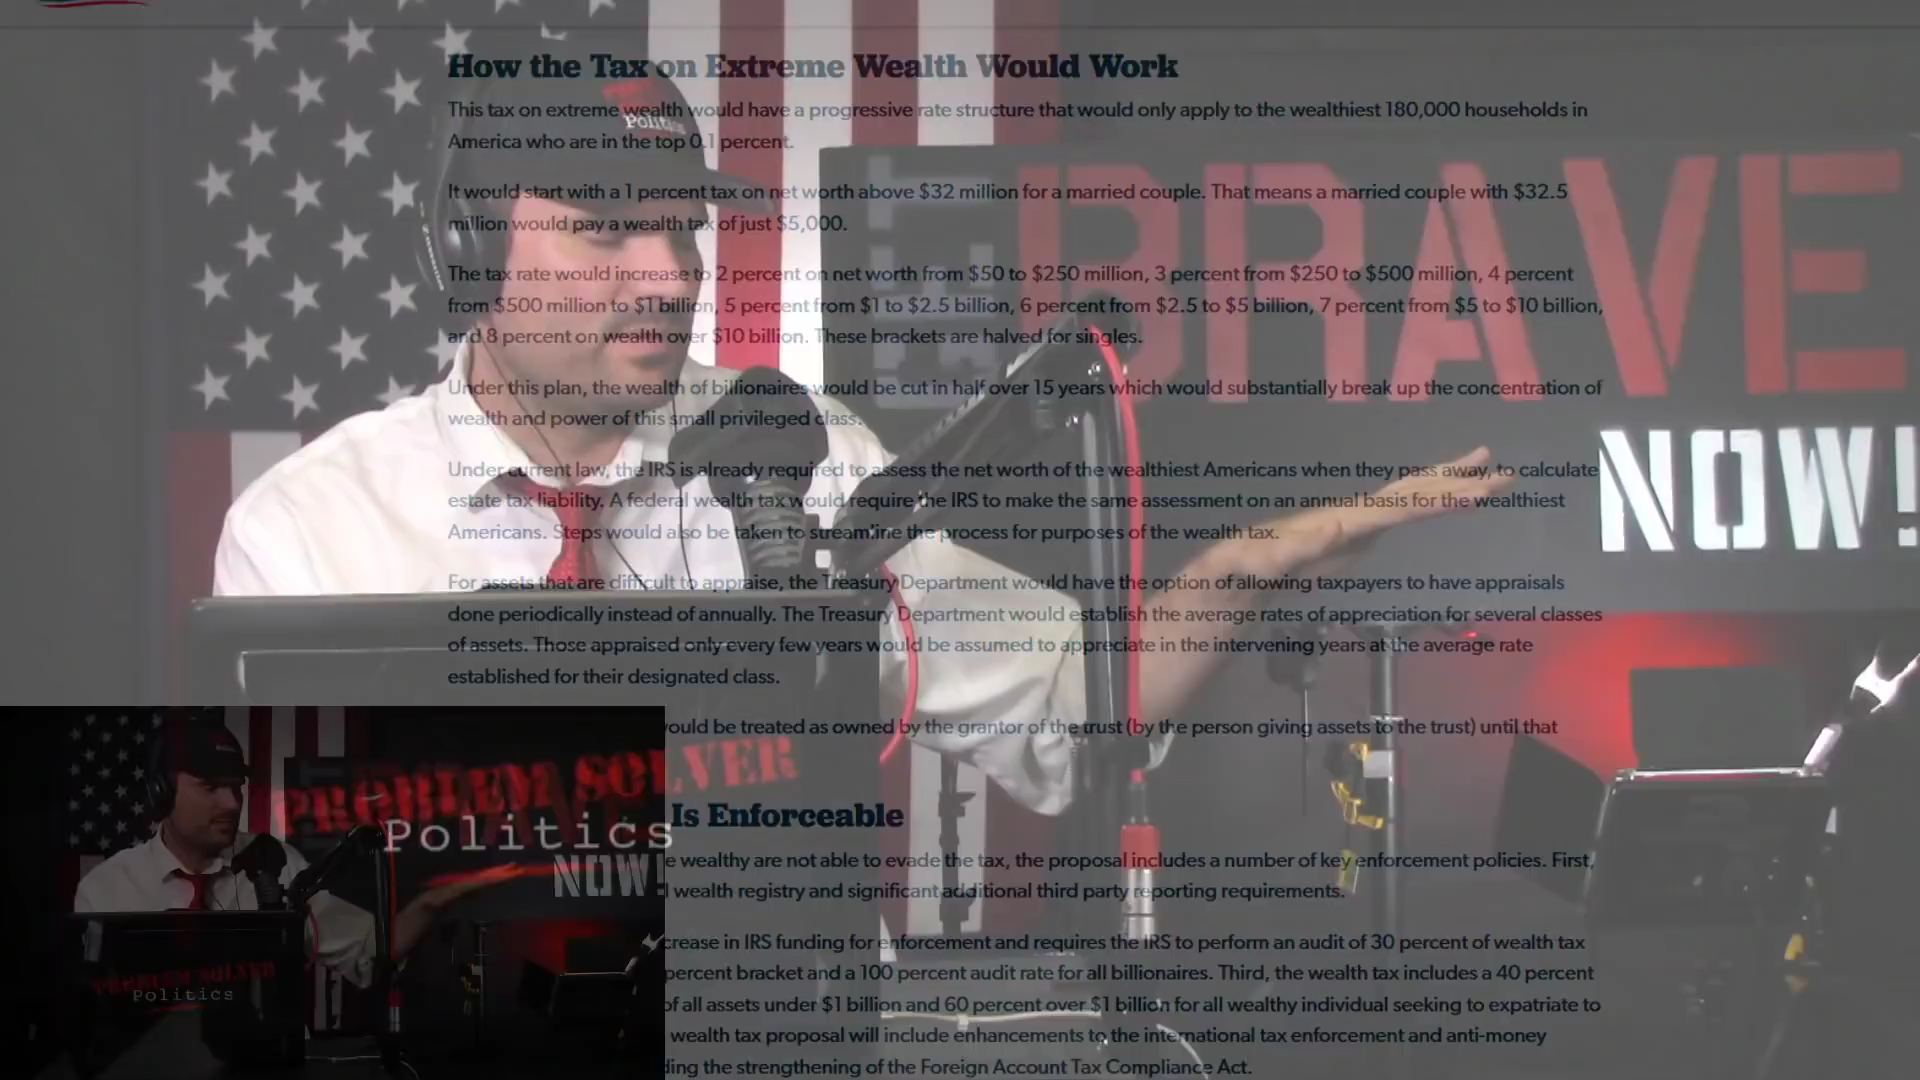 How the Tax on Extreme Wealth Would Work
This tax on extreme wealth would have a progressive rate structure that would only apply to the wealthiest 180,000 households in
America who are in the top 0.1 percent.
It would start with a 1 percent tax on net worth above $32 million for a married couple. That means a married couple with $32.5
million would pay a wealth tax of just $5,000.
The tax rate would increase to 2 percent on net worth from $50 to $250 million, 3 percent from $250 to $500 million, 4 percent
from $500 million to $1 billion, 5 percent from $1 to $2.5 billion, 6 percent from $2.5 to $5 billion, 7 percent from $5 to $10 billion,
and 8 percent on wealth over $10 billion. These brackets are halved for singles.
Under this plan, the wealth of billionaires would be cut in half over 15 years which would substantially break up the concentration of
wealth and power of this small privileged class.
Under current law, the IRS is already required to assess the net worth of the wealthiest Americans when they pass away, to calculate
estate tax liability. A federal wealth tax would require the IRS to make the same assessment on an annual basis for the wealthiest
Americans. Steps would also be taken to streamline the process for purposes of the wealth tax.
For assets that are difficult to appraise, the Treasury Department would have the option of allowing taxpayers to have appraisals
done periodically instead of annually. The Treasury Department would establish the average rates of appreciation for several classes
of assets. Those appraised only every few years would be assumed to appreciate in the intervening years at the average rate
established for their designated class.
would be treated as owned by the grantor of the trust (by the person giving assets to the trust) until that
Is Enforceable
wealthy are not able to evade the tax, the proposal includes a number of key enforcement policies. First,
wealth registry and significant additional third party reporting requirements.
crease in IRS funding for enforcement and requires the IRS to perform an audit of 30 percent of wealth tax
percent bracket and a 100 percent audit rate for all billionaires. Third, the wealth tax includes a 40 percent
of all assets under $1 billion and 60 percent over $1 billion for all wealthy individual seeking to expatriate to
wealth tax proposal will include enhancements to the international tax enforcement and anti-money
ding the strengthening of the Foreign Account Tax Compliance Act.
Politics
BE BRAVE
NOW!
PROBLEM SOLVER
Politics
NOW!
PROBLEM SOLVER
Politics